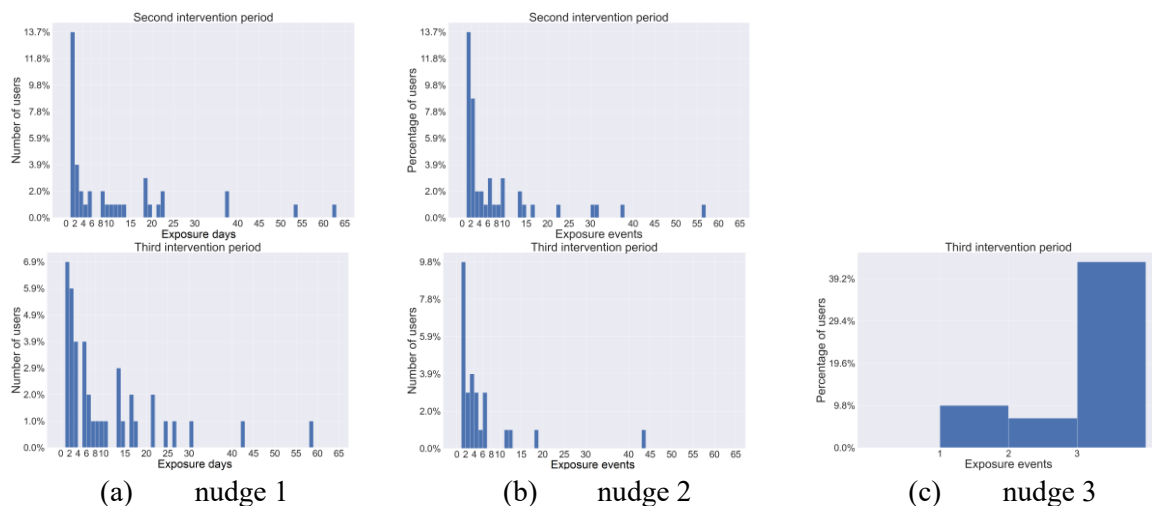 Second intervention period
Number of users
13.7%
11.8%
9.8%
7.8%
5.9%
3.9%
2.0%
0.0%
0 2 4 6 8 10 15 20 25 30 40 45 50 55 60 65
Exposure days
Second intervention period
Percentage of users
13.7%
11.8%
9.8%
7.8%
5.9%
3.9%
2.0%
0.0%
0 2 4 6 8 10 15 20 25 30 40 45 50 55 60 65
Exposure events
Third intervention period
Number of users
6.9%
5.9%
4.9%
3.9%
2.9%
2.0%
1.0%
0.0%
0 2 4 6 8 10 15 20 25 30 40 45 50 55 60 65
Exposure days
Third intervention period
Number of users
9.8%
7.8%
5.9%
3.9%
2.0%
0.0%
0 2 4 6 8 10 15 20 25 30 40 45 50 55 60 65
Exposure events
Third intervention period
Percentage of users
39.2%
29.4%
19.6%
9.8%
0.0%
1 2 3
Exposure events
(a) nudge 1
(b) nudge 2
(c) nudge 3